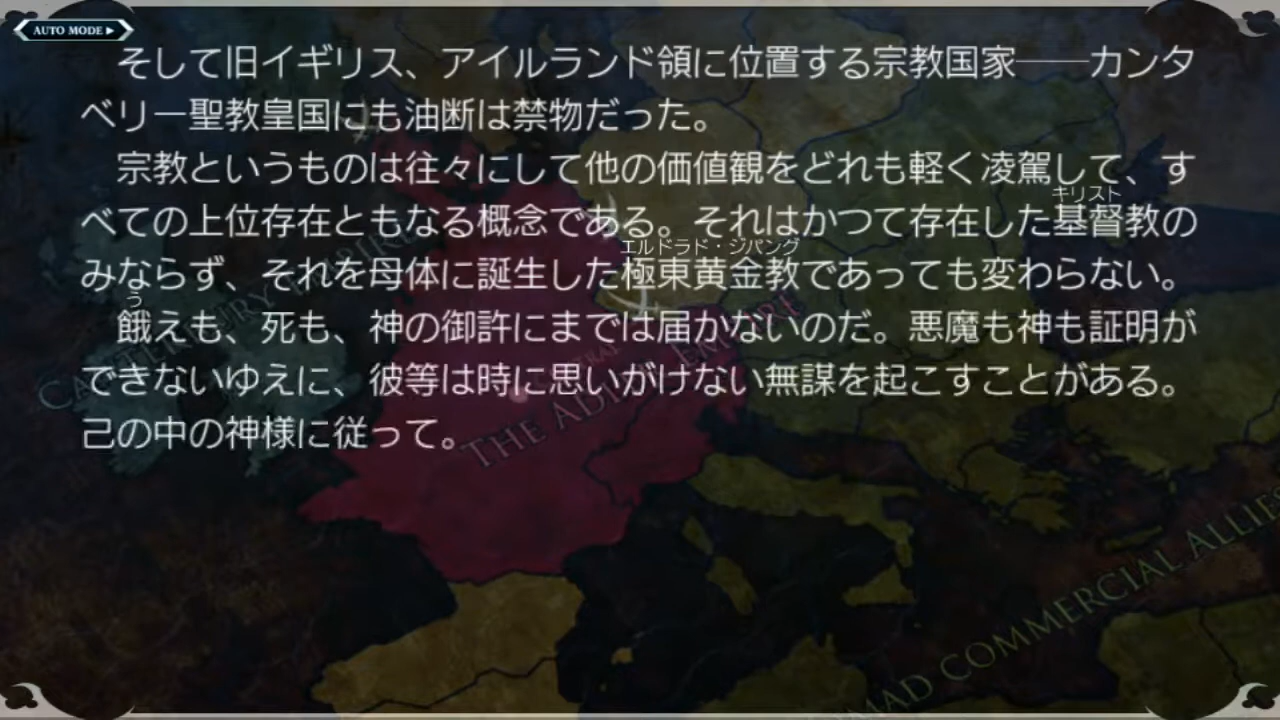 AUTO MODE
そして旧イギリス、アイルランド領に位置する宗教国家──カンタ
ベリー聖教皇国にも油断は禁物だった。
宗教というものは往々にして他の価値観をどれも軽く凌駕して、す
キリスト
べての上位存在ともなる概念である。それはかつて存在した基督教の
エルドラド・ジパング
みならず、それを母体に誕生した極東黄金教であっても変わらない。
う
餓えも、死も、神の御許にまでは届かないのだ。悪魔も神も証明が
できないゆえに、彼等は時に思いがけない無謀を起こすことがある。
己の中の神様に従って。
THE ADLER EMPIRE
COMMERCIAL ALLIE